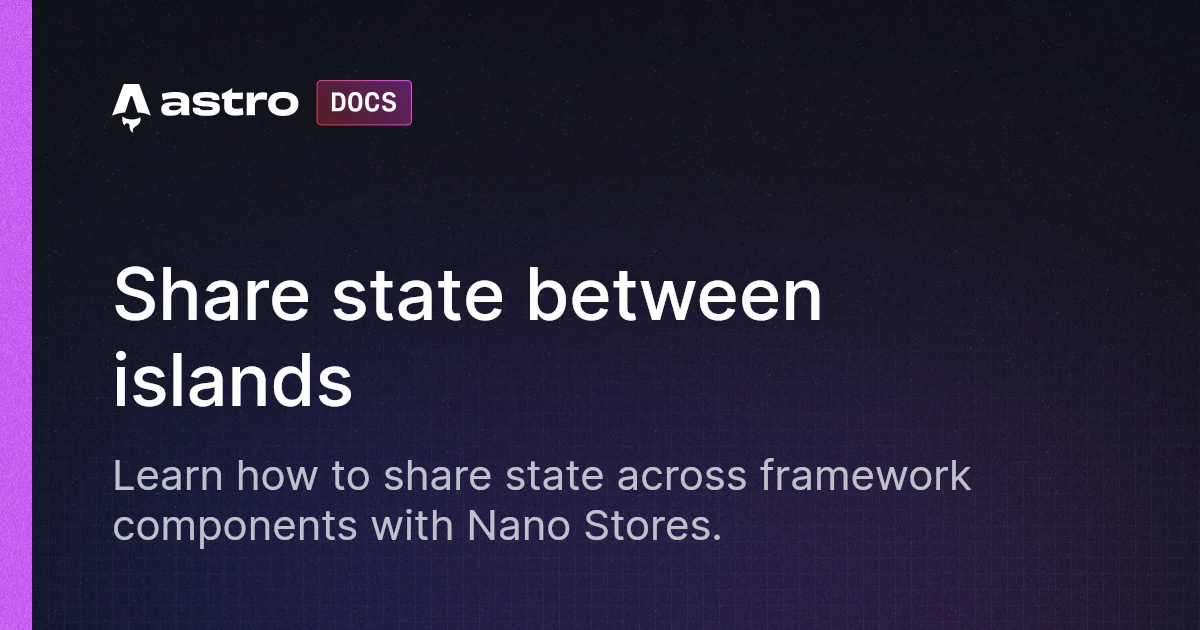 astro DOCS
Share state between
islands
Learn how to share state across framework
components with Nano Stores.